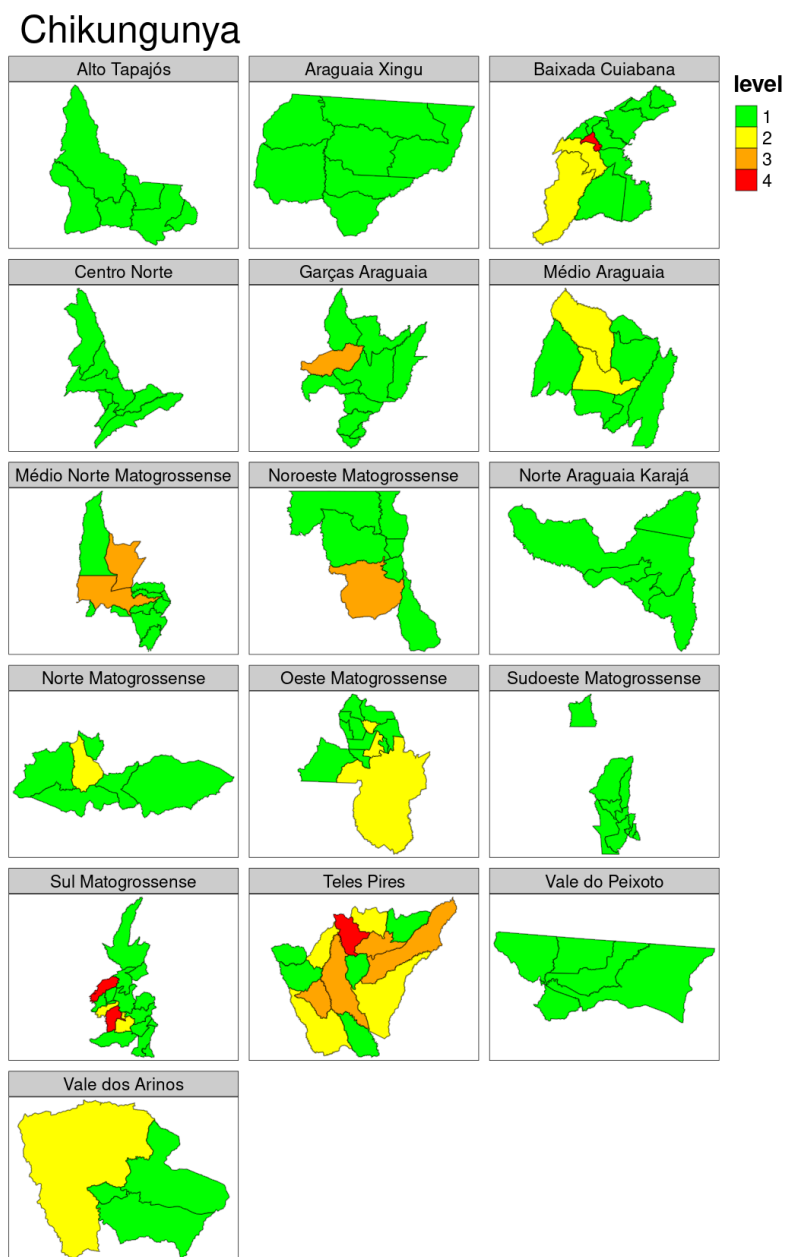 Chikungunya
Alto Tapajós
Araguaia Xingu
Baixada Cuiabana
level
1
2
3
4
Centro Norte
Garças Araguaia
Médio Araguaia
Médio Norte Matogrossense
Noroeste Matogrossense
Norte Araguaia Karajá
Norte Matogrossense
Oeste Matogrossense
Sudoeste Matogrossense
Sul Matogrossense
Teles Pires
Vale do Peixoto
Vale dos Arinos